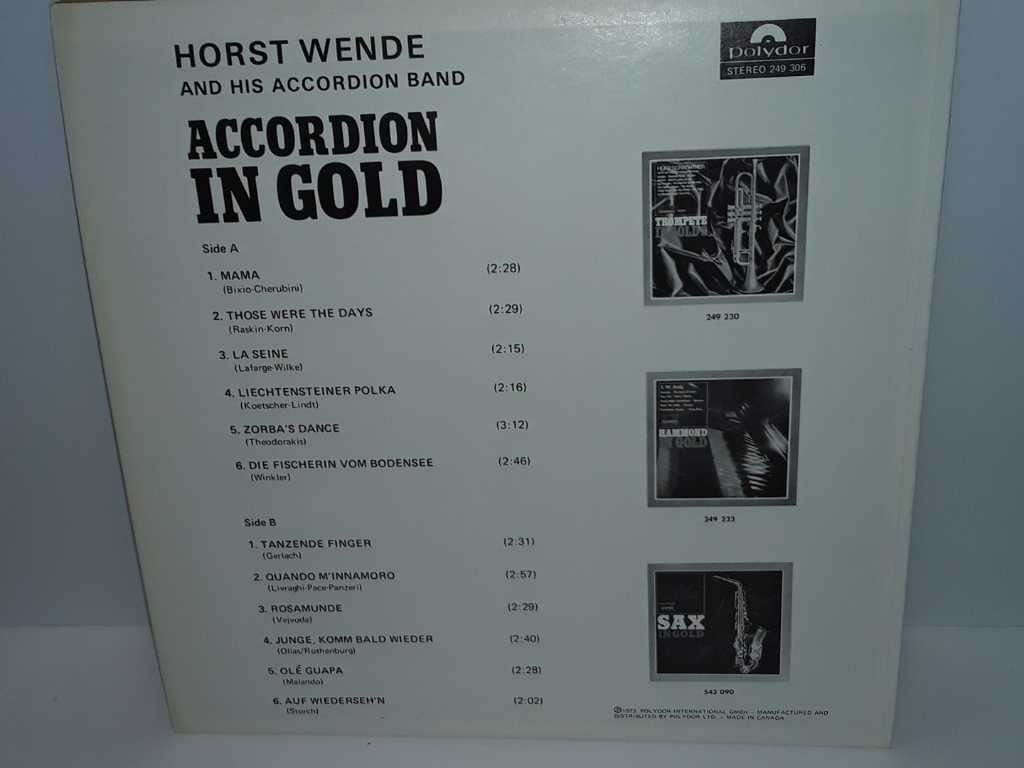 HORST WENDE
AND HIS ACCORDION BAND
ACCORDION
IN GOLD
Side A
1. MAMA (2:28)
(Bixio-Cherubini)
2. THOSE WERE THE DAYS (2:29)
(Raskin-Korn)
3. LA SEINE (2:15)
(Lafarge-Wilke)
4. LIECHTENSTEINER POLKA (2:16)
(Koetscher-Lindt)
5. ZORBA'S DANCE (3:12)
(Theodorakis)
6. DIE FISCHERIN VOM BODENSEE (2:46)
(Winkler)
Side B
1. TANZENDE FINGER (2:31)
(Gerlach)
2. QUANDO M'INNAMORO (2:57)
(Livraghi-Pace-Panzeri)
3. ROSAMUNDE (2:29)
(Vejvoda)
4. JUNGE, KOMM BALD WIEDER (2:40)
(Olias/Rothenburg)
5. OLÉ GUAPA (2:28)
(Malando)
6. AUF WIEDERSEH'N (2:02)
(Storch)
polydor
STEREO 249 306
TROMPETE
IN GOLD
249 230
HAMMOND
IN GOLD
249 233
SAX
IN GOLD
543 090
Ⓟ1973 POLYDOR INTERNATIONAL GMBH – MANUFACTURED AND
DISTRIBUTED BY POLYDOR LTD. – MADE IN CANADA